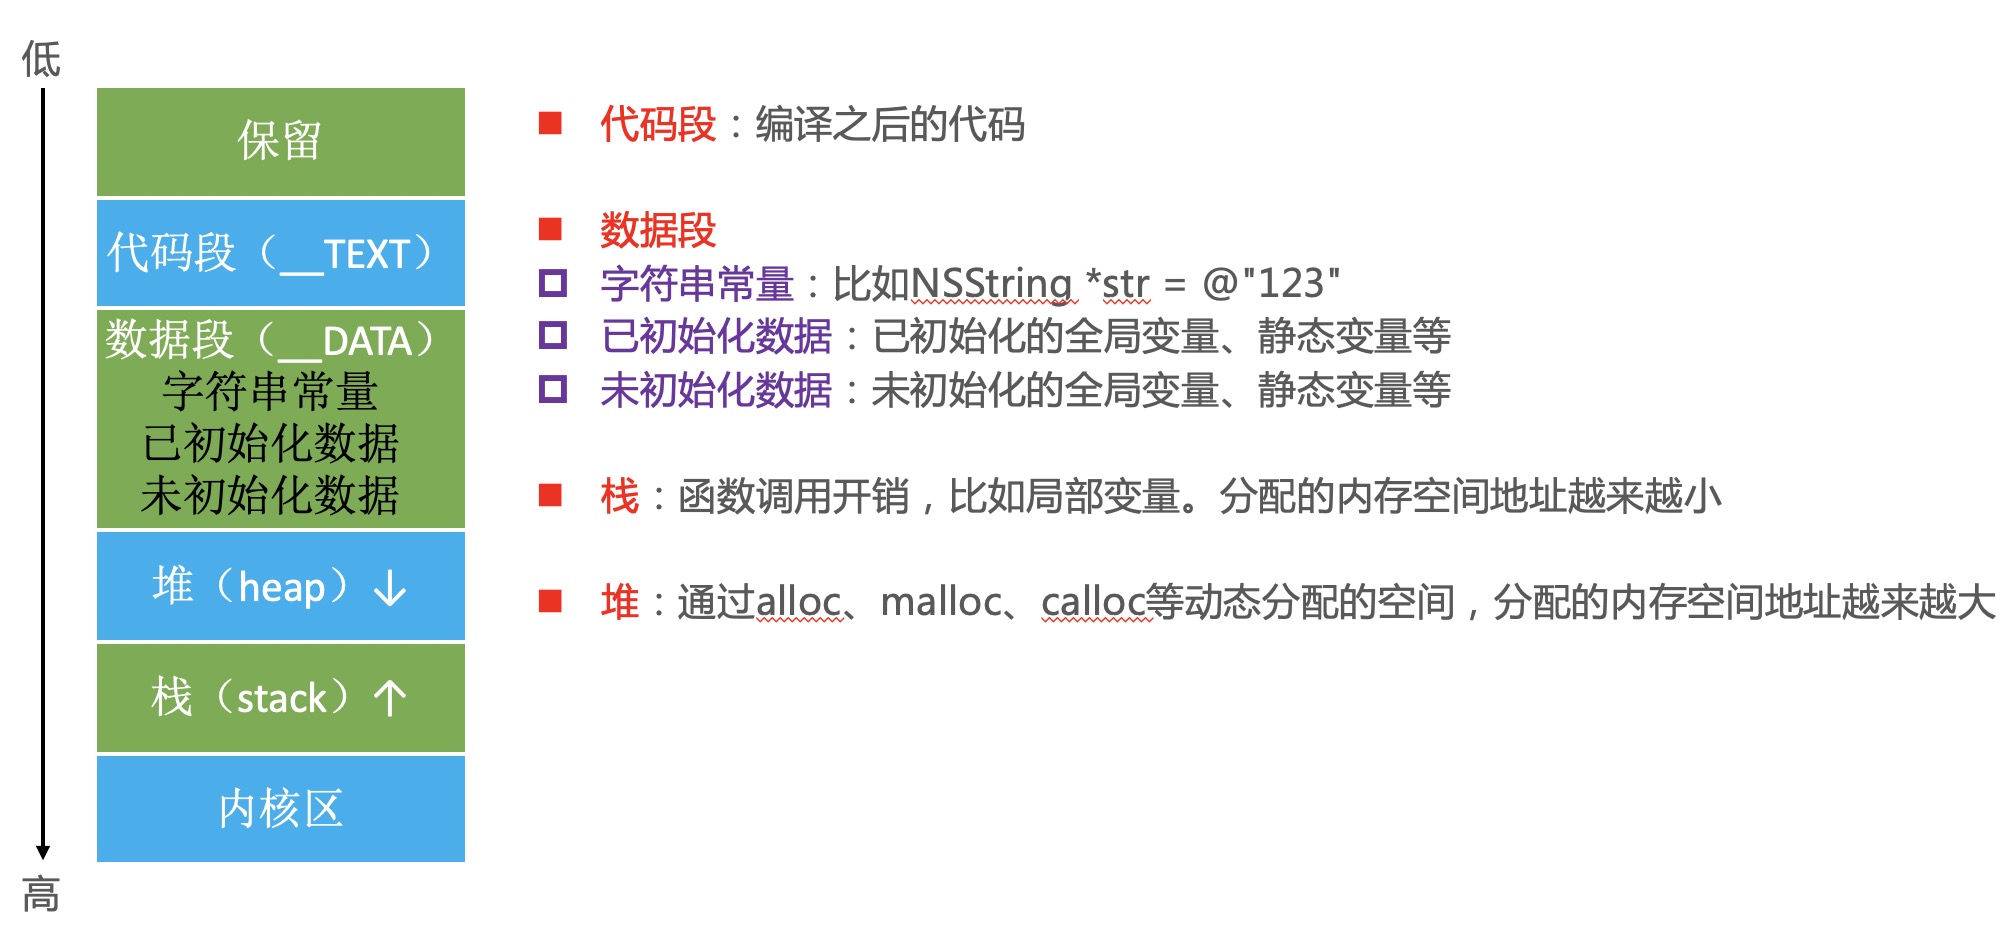 低
保留
代码段（__TEXT）
数据段（__DATA）
字符串常量
已初始化数据
未初始化数据
堆（heap）↓
栈（stack）↑
内核区
高
代码段：编译之后的代码
数据段
字符串常量：比如NSString *str = @"123"
已初始化数据：已初始化的全局变量、静态变量等
未初始化数据：未初始化的全局变量、静态变量等
栈：函数调用开销，比如局部变量。分配的内存空间地址越来越小
堆：通过alloc、malloc、calloc等动态分配的空间，分配的内存空间地址越来越大